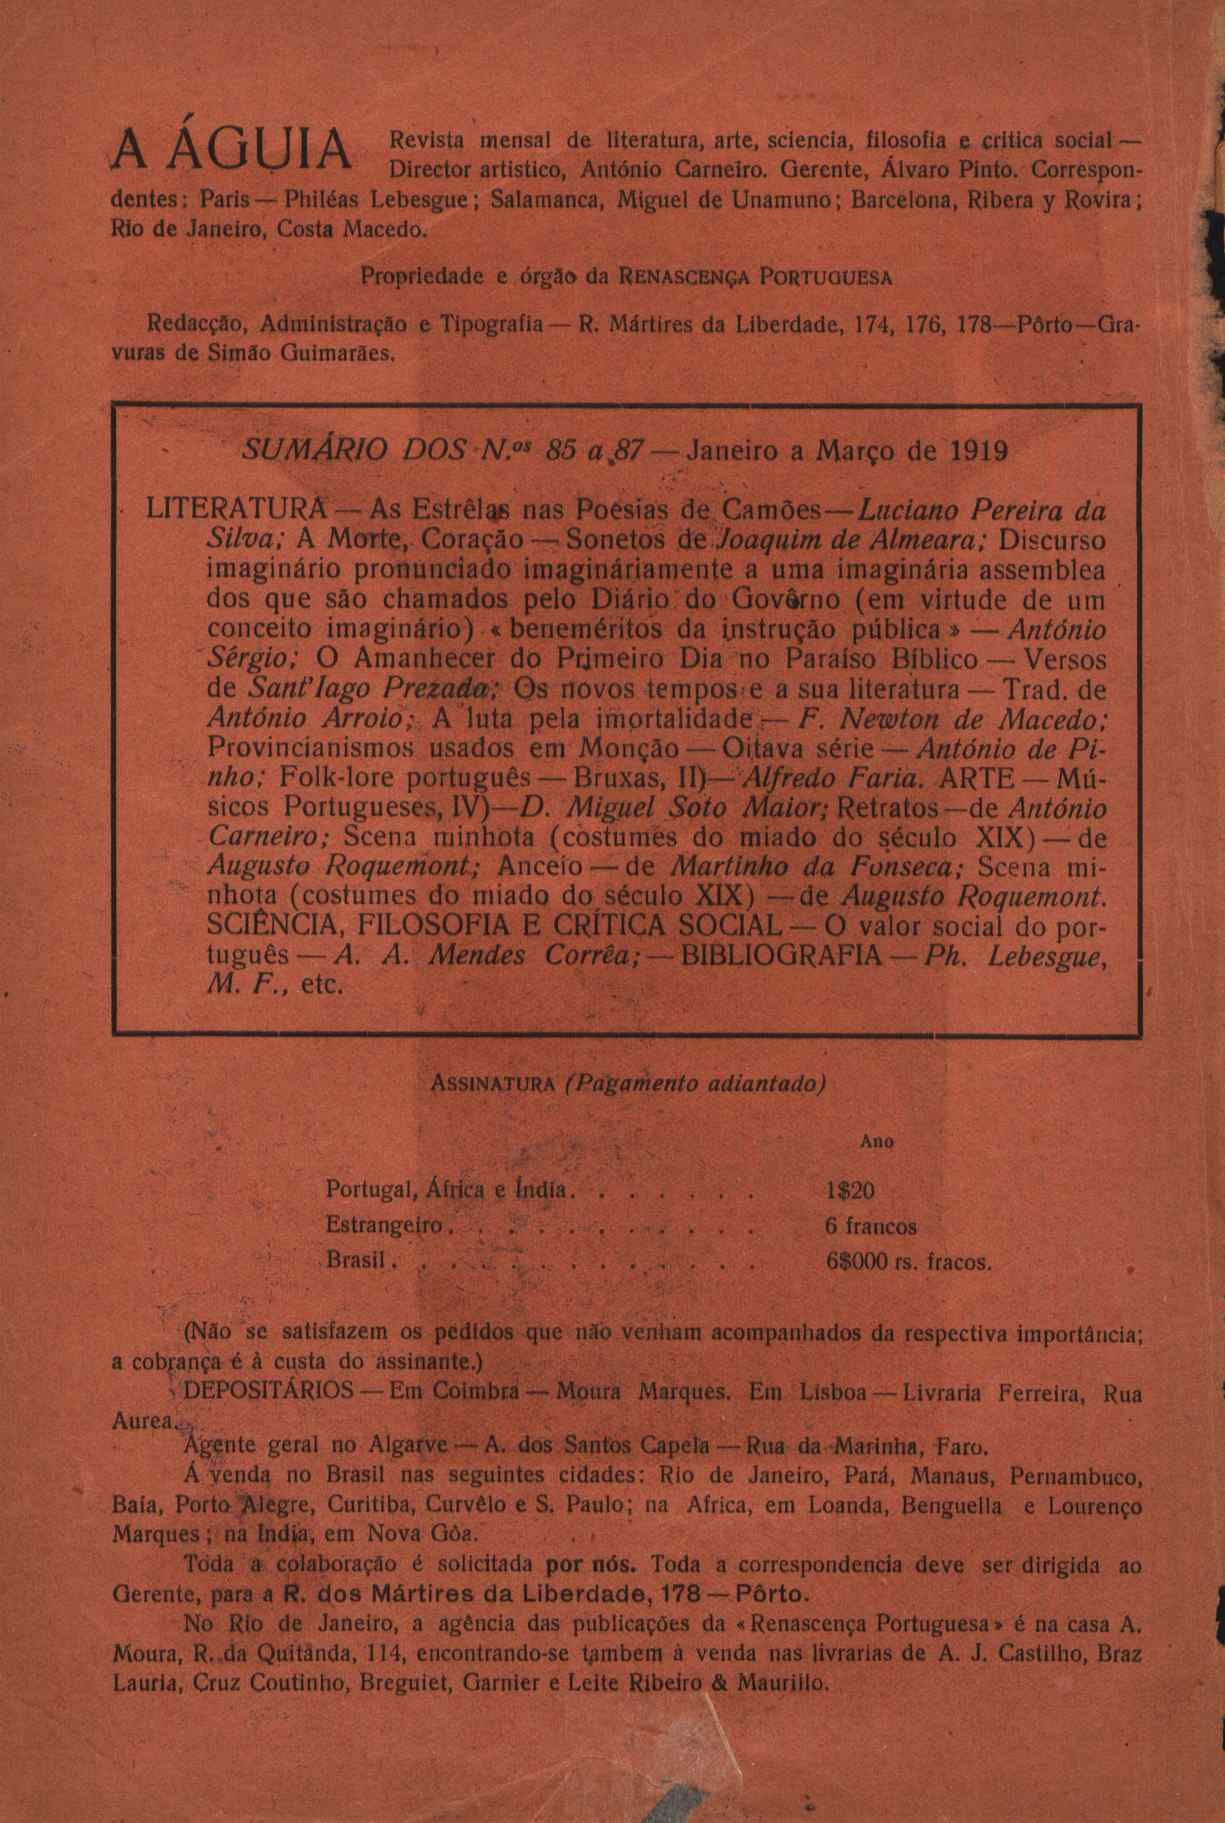 A ÁGUIA Revista mensal de literatura, arte, sciencia, filosofia e critica social —
Director artistico, António Carneiro. Gerente, Álvaro Pinto. Correspon-
dentes: Paris — Philéas Lebesgue; Salamanca, Miguel de Unamuno; Barcelona, Ribera y Rovira;
Rio de Janeiro, Costa Macedo.
Propriedade e órgão da RENASCENÇA PORTUGUESA
Redacção, Administração e Tipografia — R. Mártires da Liberdade, 174, 176, 178—Pôrto—Gra-
vuras de Simão Guimarães.
SUMÁRIO DOS N.os 85 a 87 — Janeiro a Março de 1919
LITERATURA — As Estrêlas nas Poesias de Camões — Luciano Pereira da
Silva; A Morte, Coração — Sonetos de Joaquim de Almeara; Discurso
imaginário pronunciado imagináriamente a uma imaginária assemblea
dos que são chamados pelo Diário do Govêrno (em virtude de um
conceito imaginário) «beneméritos da instrução pública» — António
Sérgio; O Amanhecer do Primeiro Dia no Paraíso Bíblico — Versos
de Sant'Iago Prezada; Os novos tempos e a sua literatura — Trad. de
António Arroio; A luta pela imortalidade — F. Newton de Macedo;
Provincianismos usados em Monção — Oitava série — António de Pi-
nho; Folk-lore português — Bruxas, II)— Alfredo Faria. ARTE — Mú-
sicos Portugueses, IV)—D. Miguel Soto Maior; Retratos—de António
Carneiro; Scena minhota (costumes do miado do século XIX) — de
Augusto Roquemont; Anceio — de Martinho da Fonseca; Scena mi-
nhota (costumes do miado do século XIX) — de Augusto Roquemont.
SCIÊNCIA, FILOSOFIA E CRÍTICA SOCIAL — O valor social do por-
tuguês — A. A. Mendes Corrêa; — BIBLIOGRAFIA — Ph. Lebesgue,
M. F., etc.
ASSINATURA (Pagamento adiantado)
Ano
Portugal, África e Índia. . . . . . . 1$20
Estrangeiro. . . . . . . . . . . 6 francos
Brasil. . . . . . . . . . . . . 6$000 rs. fracos.
(Não se satisfazem os pedidos que não venham acompanhados da respectiva importância;
a cobrança é à custa do assinante.)
DEPOSITÁRIOS — Em Coimbra — Moura Marques. Em Lisboa — Livraria Ferreira, Rua
Aurea.
Agente geral no Algarve — A. dos Santos Capela — Rua da Marinha, Faro.
Á venda no Brasil nas seguintes cidades: Rio de Janeiro, Pará, Manaus, Pernambuco,
Baía, Porto Alegre, Curitiba, Curvêlo e S. Paulo; na Africa, em Loanda, Benguella e Lourenço
Marques; na India, em Nova Gôa.
Toda a colaboração é solicitada por nós. Toda a correspondencia deve ser dirigida ao
Gerente, para a R. dos Mártires da Liberdade, 178 — Pôrto.
No Rio de Janeiro, a agência das publicações da «Renascença Portuguesa» é na casa A.
Moura, R. da Quitânda, 114, encontrando-se tambem à venda nas livrarias de A. J. Castilho, Braz
Lauria, Cruz Coutinho, Breguiet, Garnier e Leite Ribeiro & Maurillo.